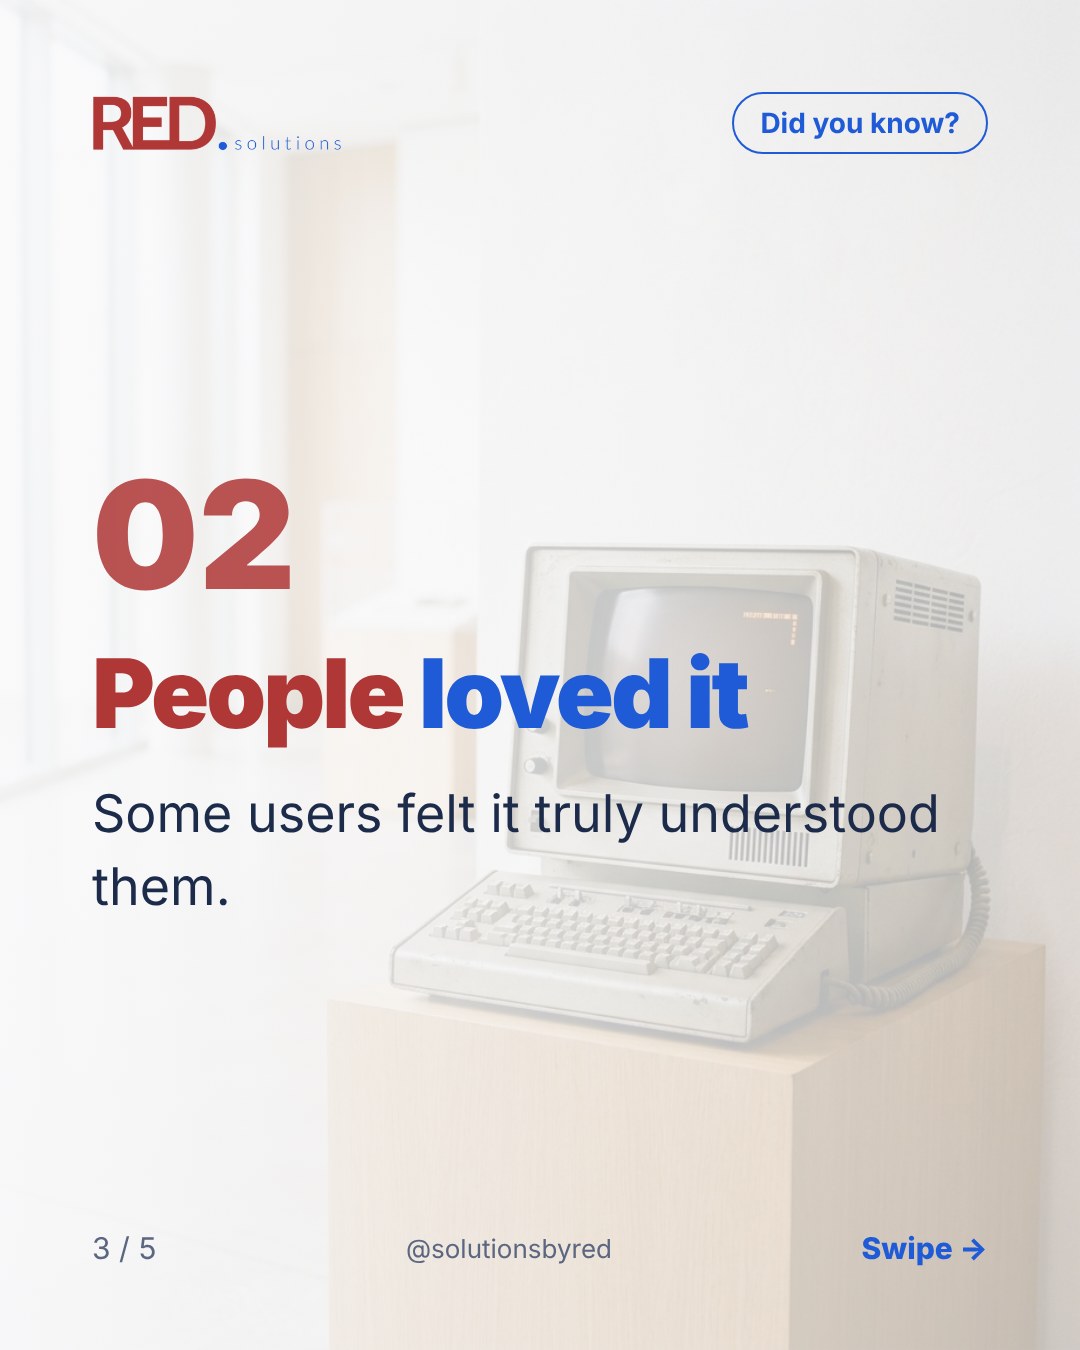 RED.solutions
Did you know?
02
People loved it
Some users felt it truly understood
them.
3 / 5
@solutionsbyred
Swipe →